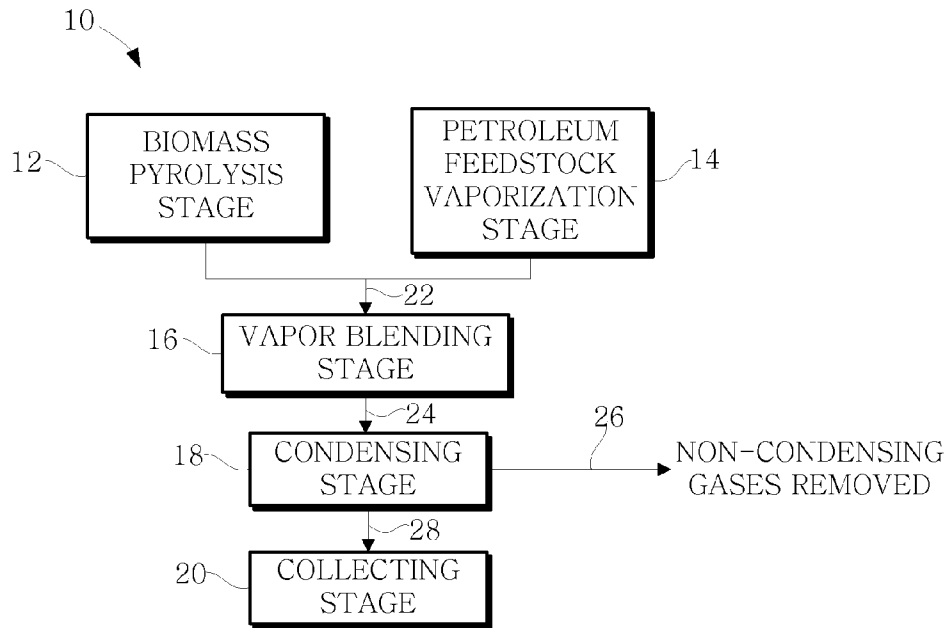 10
BIOMASS
PYROLYSIS
STAGE
12
PETROLEUM
FEEDSTOCK
VAPORIZATION
STAGE
14
22
VAPOR BLENDING
STAGE
16
24
CONDENSING
STAGE
18
26
NON-CONDENSING
GASES REMOVED
28
COLLECTING
STAGE
20